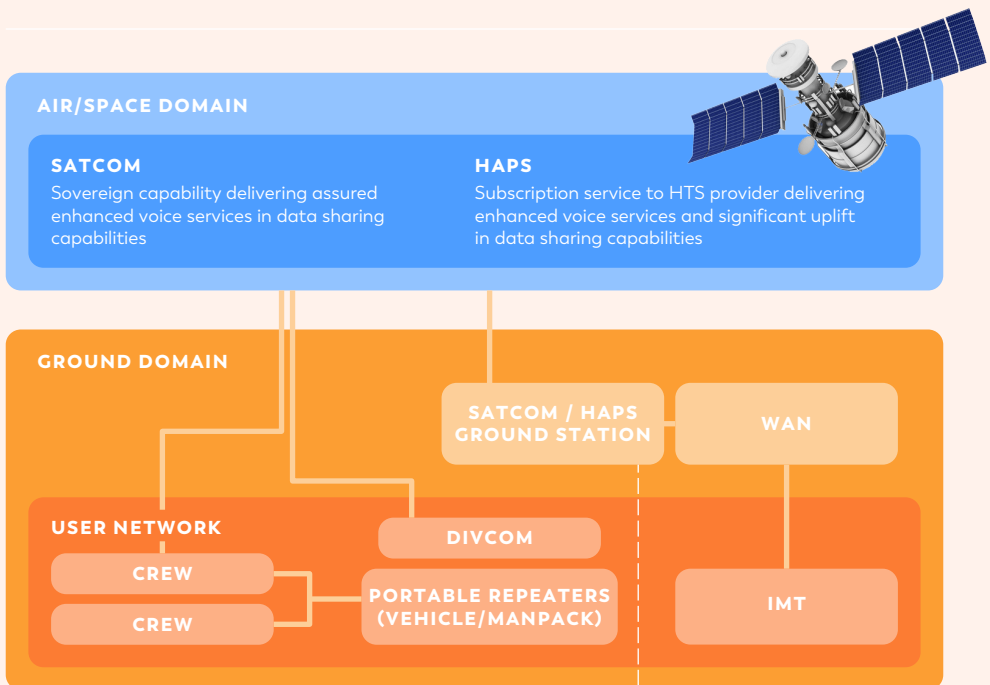 AIR/SPACE DOMAIN
SATCOM
Sovereign capability delivering assured
enhanced voice services in data sharing
capabilities
HAPS
Subscription service to HTS provider delivering
enhanced voice services and significant uplift
in data sharing capabilities
GROUND DOMAIN
SATCOM / HAPS
GROUND STATION
WAN
USER NETWORK
DIVCOM
CREW
CREW
PORTABLE REPEATERS
(VEHICLE/MANPACK)
IMT